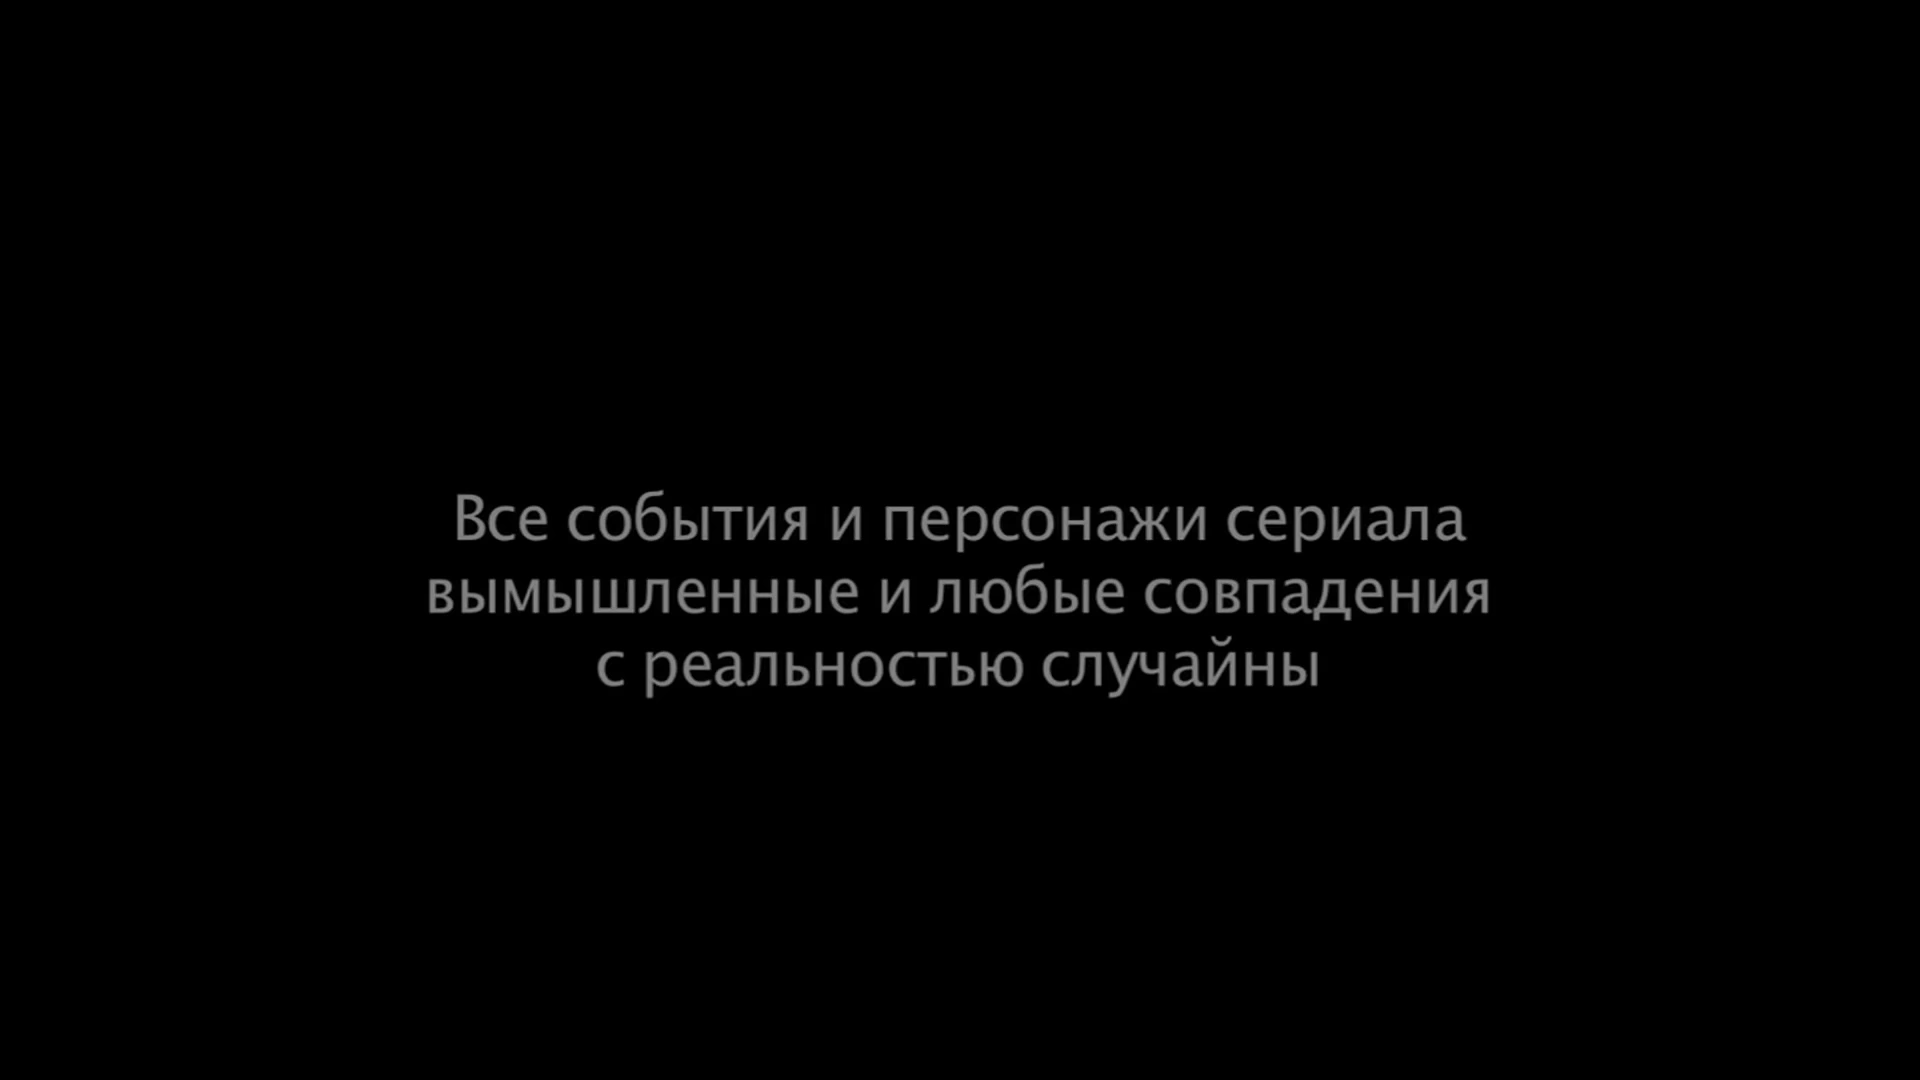 Все события и персонажи сериала
вымышленные и любые совпадения
с реальностью случайны